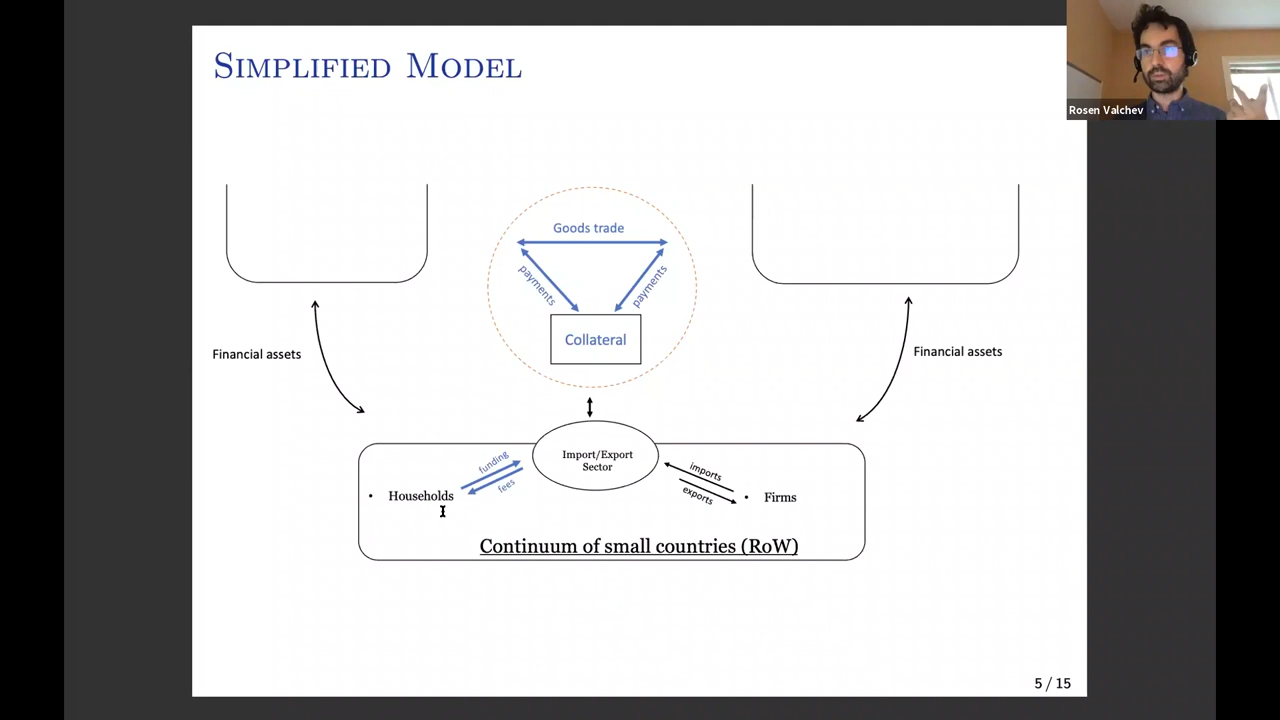 SIMPLIFIED MODEL
Rosen Valchev
Goods trade
payments
payments
Collateral
Financial assets
Financial assets
Import/Export
Sector
funding
fees
imports
exports
• Households
• Firms
Continuum of small countries (RoW)
5 / 15